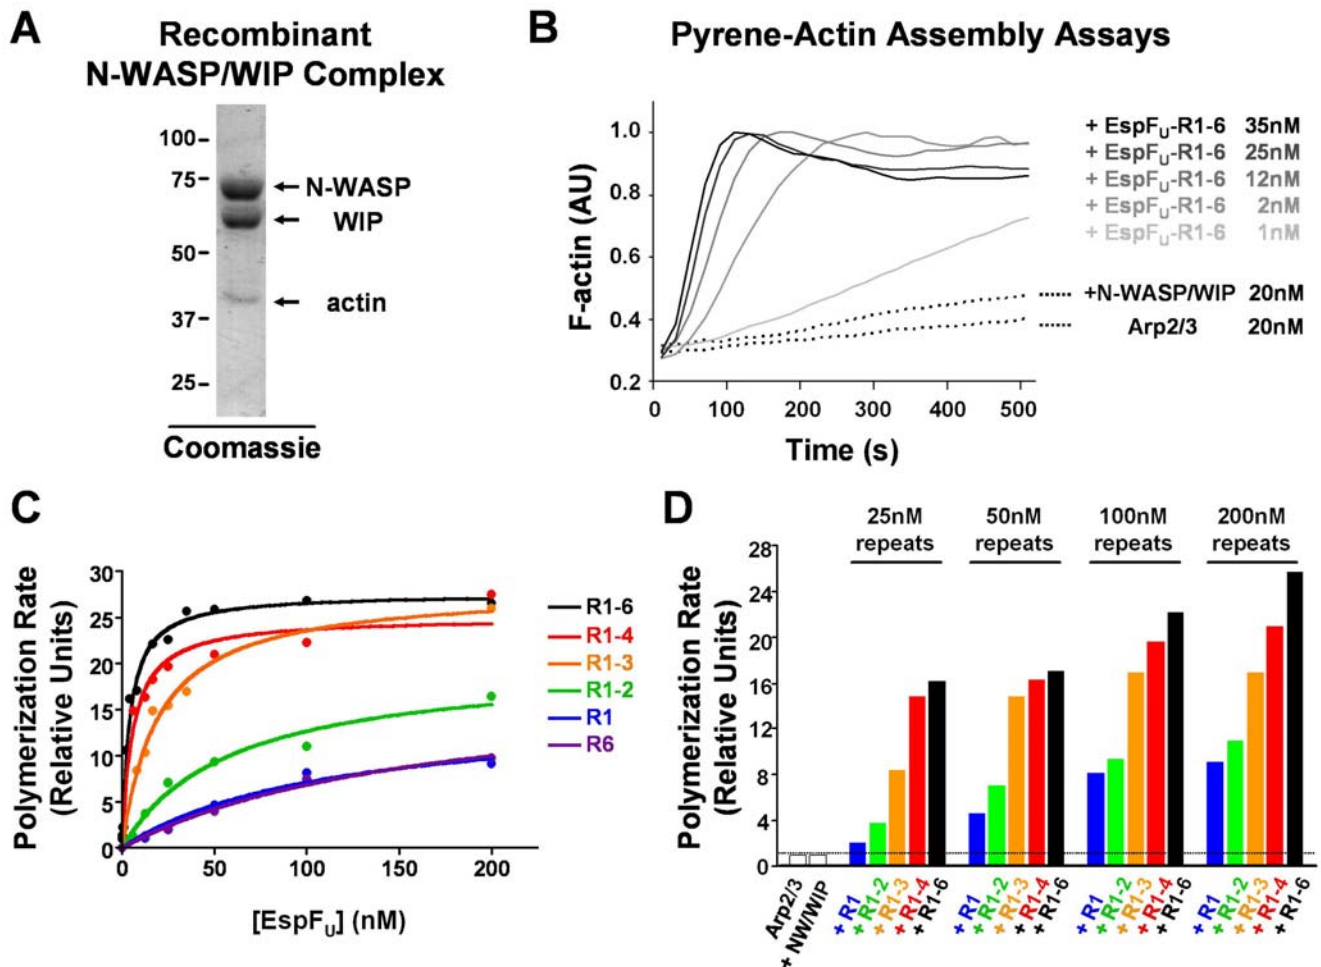 A
Recombinant
N-WASP/WIP Complex
100
75
50
37
25
N-WASP
WIP
actin
Coomassie
B
Pyrene-Actin Assembly Assays
F-actin (AU)
1.0
0.8
0.6
0.4
0.2
0 100 200 300 400 500
Time (s)
+ EspFU-R1-6 35nM
+ EspFU-R1-6 25nM
+ EspFU-R1-6 12nM
+ EspFU-R1-6 2nM
+ EspFU-R1-6 1nM
+N-WASP/WIP 20nM
Arp2/3 20nM
C
Polymerization Rate
(Relative Units)
30
25
20
15
10
5
0
0 50 100 150 200
[EspFU] (nM)
R1-6
R1-4
R1-3
R1-2
R1
R6
D
25nM
repeats
50nM
repeats
100nM
repeats
200nM
repeats
Polymerization Rate
(Relative Units)
28
24
20
16
12
8
4
0
Arp2/3
+ NW/WIP
+ R1
+ R1-2
+ R1-3
+ R1-4
+ R1-6
+ R1
+ R1-2
+ R1-3
+ R1-4
+ R1-6
+ R1
+ R1-2
+ R1-3
+ R1-4
+ R1-6
+ R1
+ R1-2
+ R1-3
+ R1-4
+ R1-6